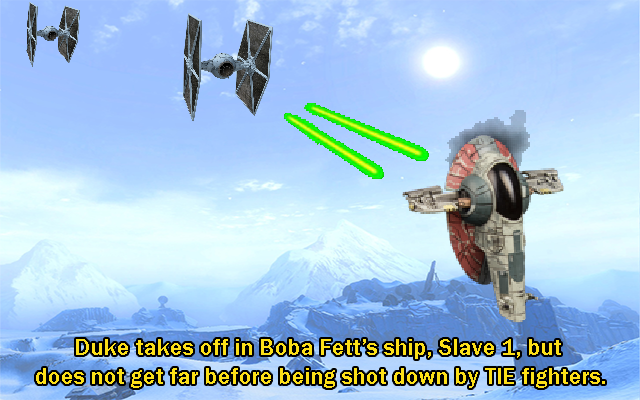 Duke takes off in Boba Fett's ship, Slave 1, but
does not get far before being shot down by TIE fighters.